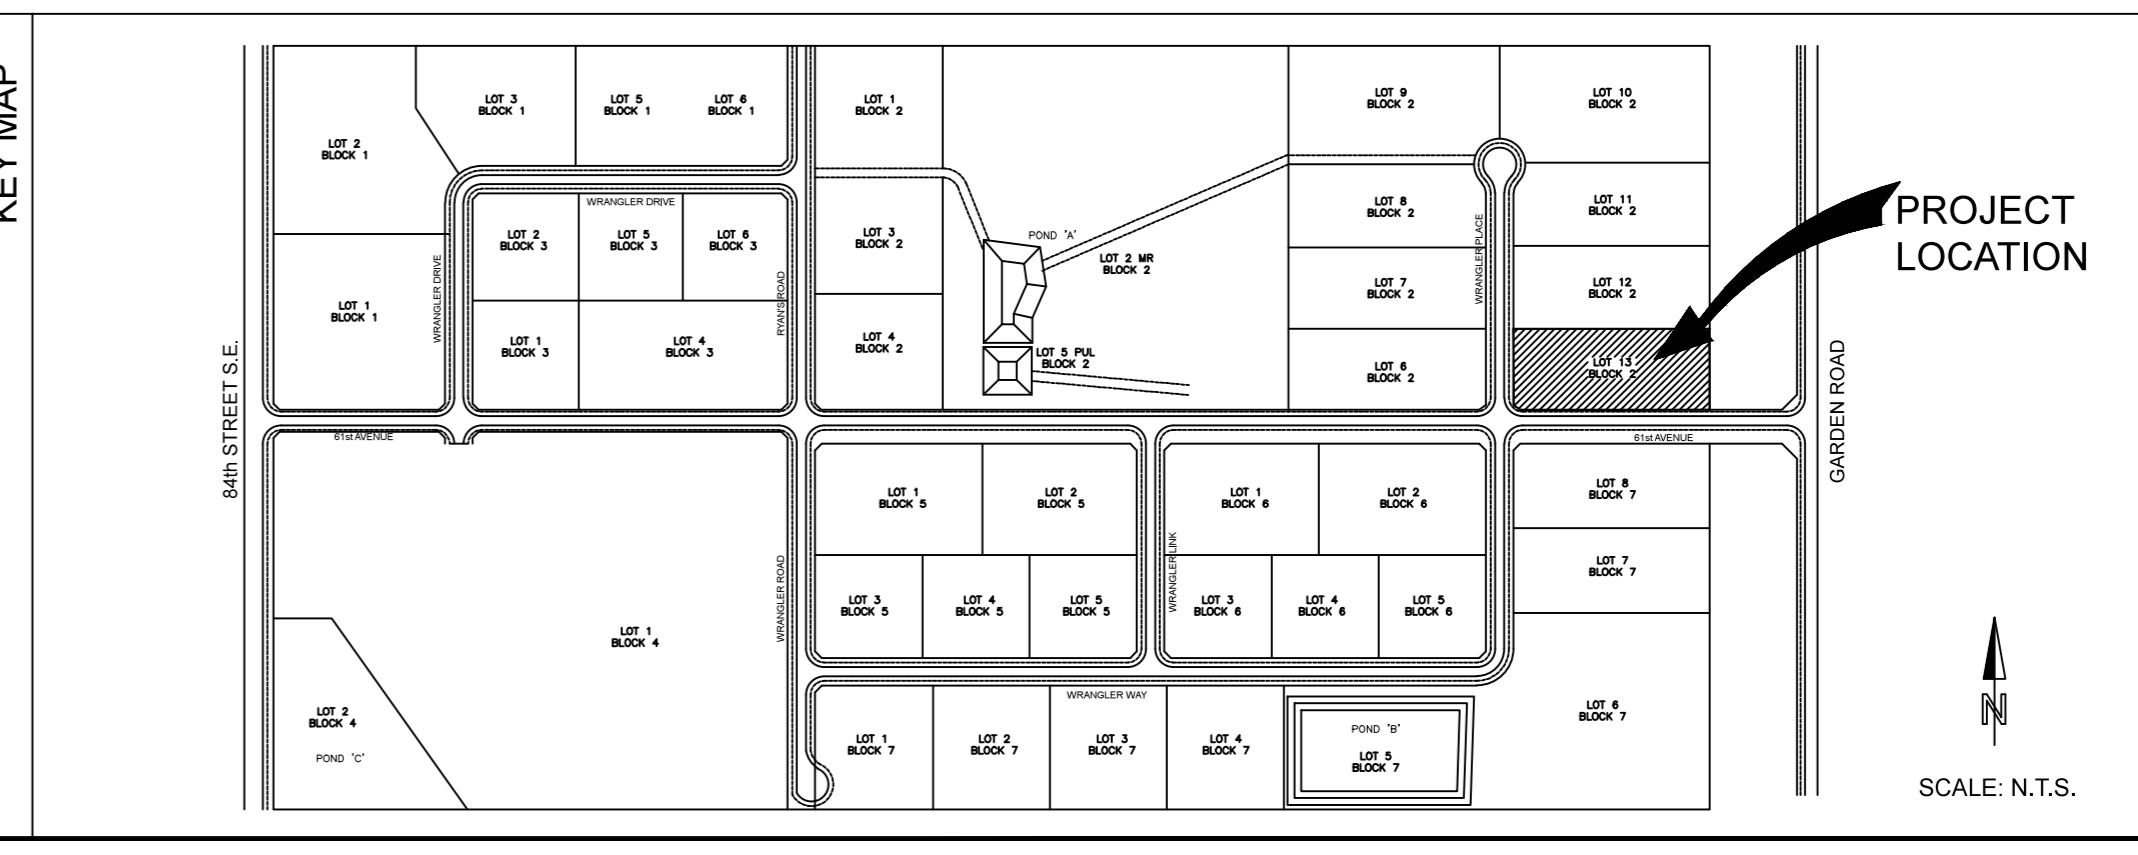 KEY MAP
LOT 3
BLOCK 1
LOT 5
BLOCK 1
LOT 6
BLOCK 1
LOT 1
BLOCK 2
LOT 9
BLOCK 2
LOT 10
BLOCK 2
LOT 2
BLOCK 1
WRANGLER DRIVE
LOT 2
BLOCK 3
LOT 5
BLOCK 3
LOT 6
BLOCK 3
LOT 3
BLOCK 2
POND 'A'
LOT 2 MR
BLOCK 2
LOT 8
BLOCK 2
LOT 11
BLOCK 2
PROJECT
LOCATION
WRANGLER PLACE
LOT 7
BLOCK 2
LOT 12
BLOCK 2
LOT 1
BLOCK 1
WRANGLER DRIVE
RYAN'S ROAD
LOT 1
BLOCK 3
LOT 4
BLOCK 3
LOT 4
BLOCK 2
LOT 5 PUL
BLOCK 2
LOT 6
BLOCK 2
LOT 13
BLOCK 2
84th STREET S.E.
GARDEN ROAD
61st AVENUE
61st AVENUE
LOT 1
BLOCK 5
LOT 2
BLOCK 5
LOT 1
BLOCK 6
LOT 2
BLOCK 6
LOT 8
BLOCK 7
WRANGLER ROAD
WRANGLER LINK
LOT 7
BLOCK 7
LOT 3
BLOCK 5
LOT 4
BLOCK 5
LOT 5
BLOCK 5
LOT 3
BLOCK 6
LOT 4
BLOCK 6
LOT 5
BLOCK 6
LOT 1
BLOCK 4
WRANGLER WAY
LOT 2
BLOCK 4
POND 'C'
LOT 1
BLOCK 7
LOT 2
BLOCK 7
LOT 3
BLOCK 7
LOT 4
BLOCK 7
POND 'B'
LOT 5
BLOCK 7
LOT 6
BLOCK 7
N
SCALE: N.T.S.